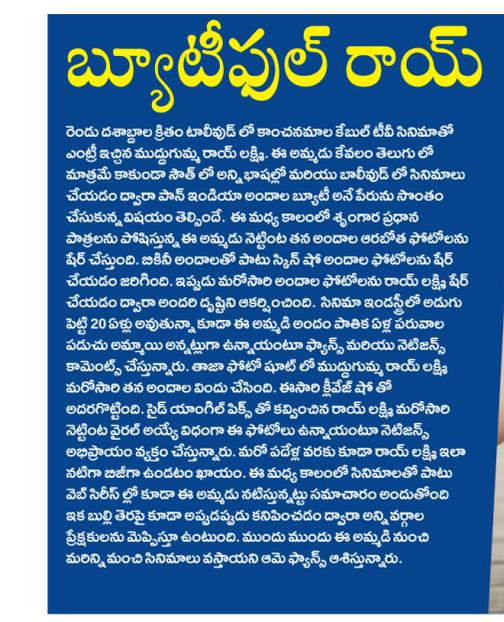 బ్యూటీఫుల్ రాయ్
రెండు దశాబ్దాల క్రితం టాలీవుడ్ లో కాంచనమాల కేబుల్ టీవీ సినిమాతో
ఎంట్రీ ఇచ్చిన ముద్దుగుమ్మ రాయ్ లక్ష్మి. ఈ అమ్మడు కేవలం తెలుగు లో
మాత్రమే కాకుండా సౌత్ లో అన్ని భాషల్లో మరియు బాలీవుడ్ లో సినిమాలు
చేయడం ద్వారా పాన్ ఇండియా అందాల బ్యూటీ అనే పేరును సొంతం
చేసుకున్న విషయం తెల్సిందే. ఈ మధ్య కాలంలో శృంగార ప్రధాన
పాత్రలను పోషిస్తున్న ఈ అమ్మడు నెట్టింట తన అందాల ఆరబోత ఫోటోలను
షేర్ చేస్తుంది. బికినీ అందాలతో పాటు స్కిన్ షో అందాల ఫోటోలను షేర్
చేయడం జరిగింది. ఇప్పడు మరోసారి అందాల ఫోటోలను రాయ్ లక్ష్మి షేర్
చేయడం ద్వారా అందరి దృష్టిని ఆకర్షించింది. సినిమా ఇండస్ట్రీలో అడుగు
పెట్టి 20 ఏళ్లు అవుతున్నా కూడా ఈ అమ్మడి అందం పాతిక ఏళ్ల పరువాల
పడుచు అమ్మాయి అన్నట్లుగా ఉన్నాయంటూ ఫ్యాన్స్ మరియు నెటిజన్స్
కామెంట్స్ చేస్తున్నారు. తాజా ఫోటో షూట్ లో ముద్దుగుమ్మ రాయ్ లక్ష్మి
మరోసారి తన అందాల విందు చేసింది. ఈసారి క్లీవేజ్ షో తో
అదరగొట్టింది. సైడ్ యాంగిల్ పిక్స్ తో కవ్వించిన రాయ్ లక్ష్మి మరోసారి
నెట్టింట వైరల్ అయ్యే విధంగా ఈ ఫోటోలు ఉన్నాయంటూ నెటిజన్స్
అభిప్రాయం వ్యక్తం చేస్తున్నారు. మరో పదేళ్ల వరకు కూడా రాయ్ లక్ష్మి ఇలా
నటిగా బిజీగా ఉండటం ఖాయం. ఈ మధ్య కాలంలో సినిమాలతో పాటు
వెబ్ సిరీస్ ల్లో కూడా ఈ అమ్మడు నటిస్తున్నట్టు సమాచారం అందుతోంది
ఇక బుల్లి తెరపై కూడా అప్పడప్పడు కనిపించడం ద్వారా అన్ని వర్గాల
ప్రేక్షకులను మెప్పిస్తూ ఉంటుంది. ముందు ముందు ఈ అమ్మడి నుంచి
మరిన్ని మంచి సినిమాలు వస్తాయని ఆమె ఫ్యాన్స్ ఆశిస్తున్నారు.